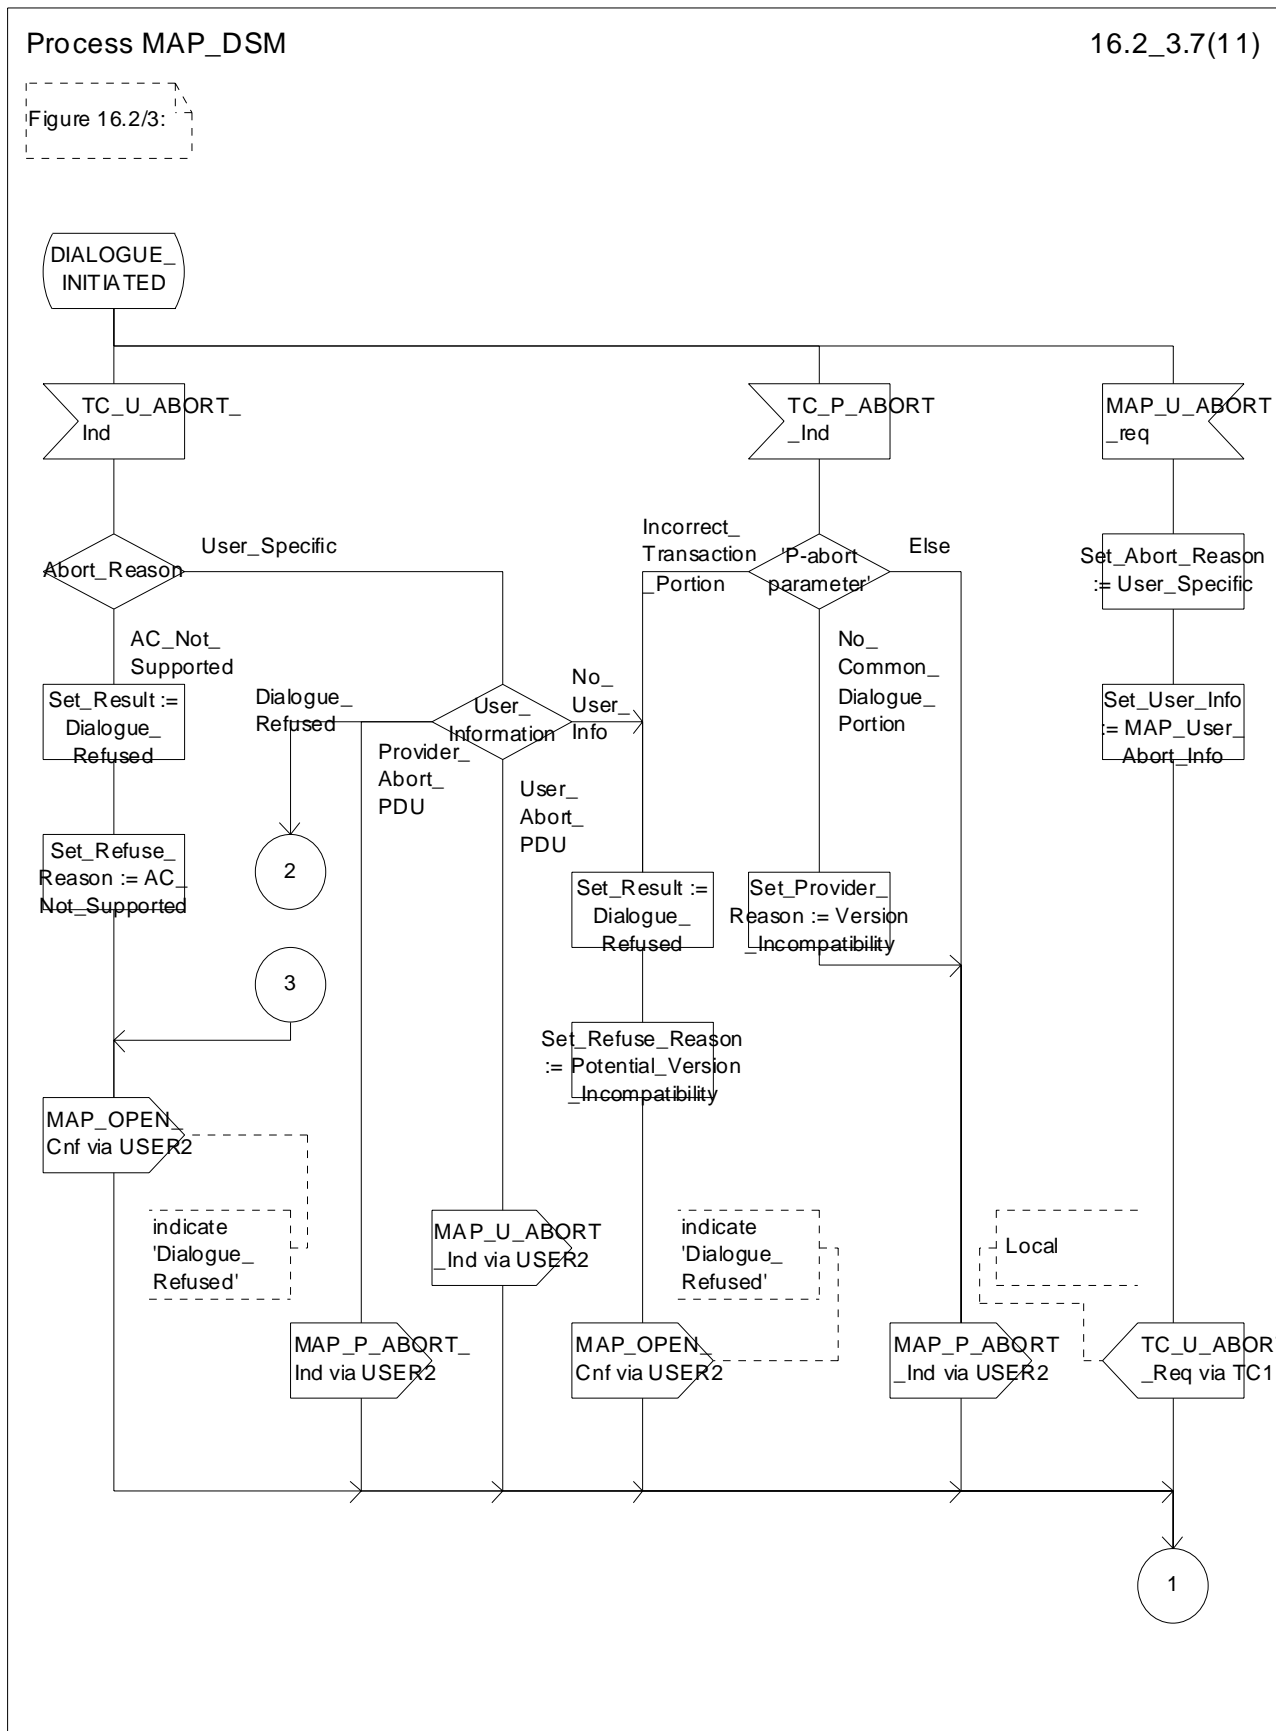 Process MAP_DSM
16.2_3.7(11)
Figure 16.2/3:
DIALOGUE_
INITIATED
TC_U_ABORT_
Ind
TC_P_ABORT
_Ind
MAP_U_ABORT
_req
Abort_Reason
User_Specific
Incorrect_
Transaction
_Portion
'P-abort
parameter'
Else
Set_Abort_Reason
:= User_Specific
AC_Not_
Supported
No_
Common_
Dialogue_
Portion
Set_Result :=
Dialogue_
Refused
Dialogue_
Refused
User_
Information
No_
User_
Info
Set_User_Info
:= MAP_User_
Abort_Info
Provider_
Abort_
PDU
User_
Abort_
PDU
Set_Refuse_
Reason := AC_
Not_Supported
2
Set_Result :=
Dialogue_
Refused
Set_Provider_
Reason := Version
_Incompatibility
3
Set_Refuse_Reason
:= Potential_Version
_Incompatibility
MAP_OPEN_
Cnf via USER2
indicate
'Dialogue_
Refused'
MAP_U_ABORT
_Ind via USER2
indicate
'Dialogue_
Refused'
Local
MAP_P_ABORT_
Ind via USER2
MAP_OPEN_
Cnf via USER2
MAP_P_ABORT
_Ind via USER2
TC_U_ABOR
_Req via TC1
1